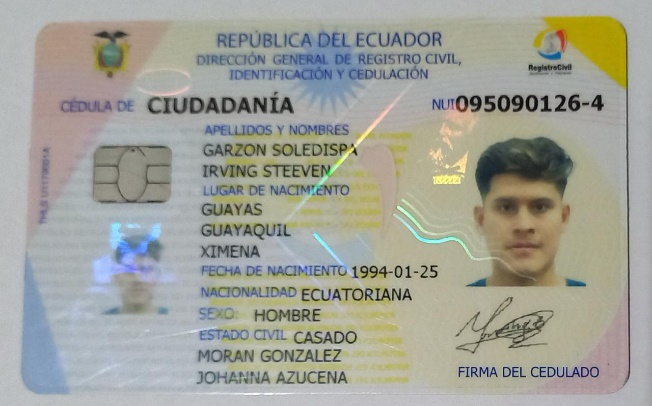 REPÚBLICA DEL ECUADOR
DIRECCIÓN GENERAL DE REGISTRO CIVIL,
IDENTIFICACIÓN Y CEDULACIÓN
RegistroCivil
CÉDULA DE CIUDADANÍA
NUI 095090126-4
APELLIDOS Y NOMBRES
GARZON SOLEDISPA
IRVING STEEVEN
LUGAR DE NACIMIENTO
GUAYAS
GUAYAQUIL
XIMENA
FECHA DE NACIMIENTO 1994-01-25
NACIONALIDAD ECUATORIANA
SEXO: HOMBRE
ESTADO CIVIL CASADO
MORAN GONZALEZ
JOHANNA AZUCENA
FIRMA DEL CEDULADO